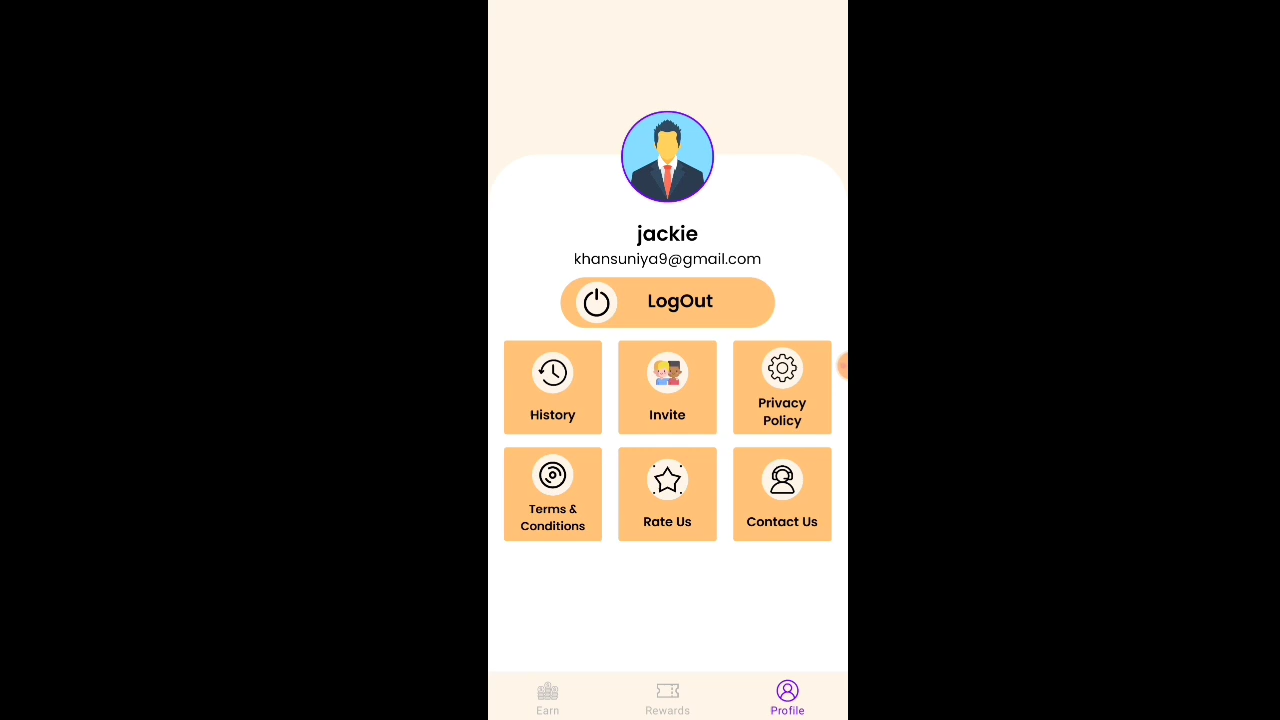 jackie
khansuniya9@gmail.com
LogOut
History
Invite
Privacy
Policy
Terms &
Conditions
Rate Us
Contact Us
Earn
Rewards
Profile